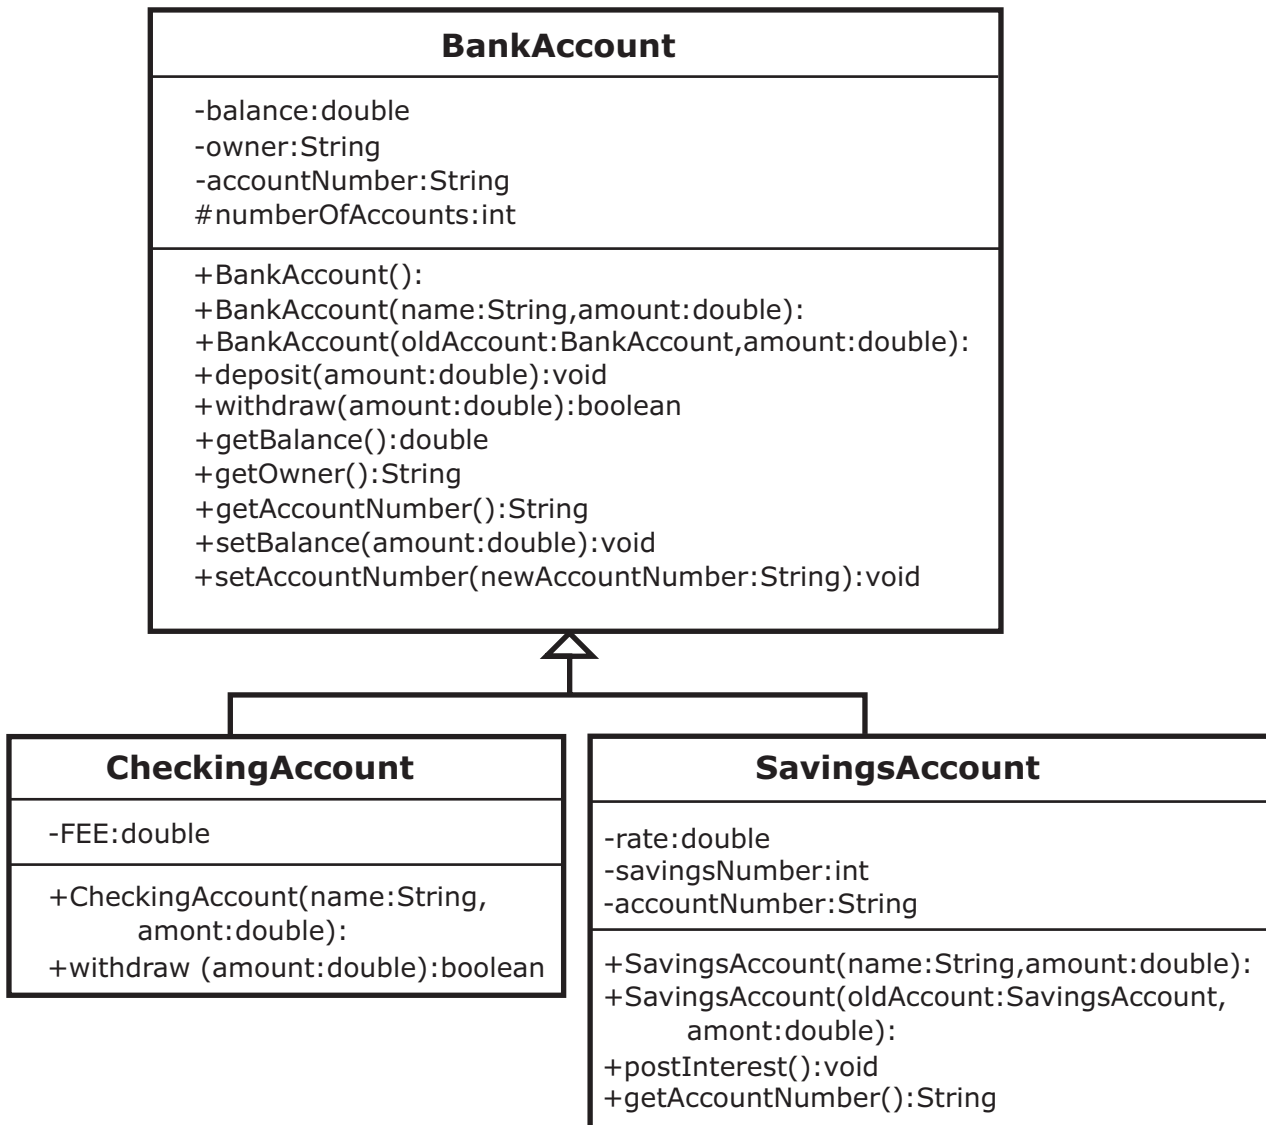 BankAccount
-balance:double
-owner:String
-accountNumber:String
#numberOfAccounts:int
+BankAccount():
+BankAccount(name:String,amount:double):
+BankAccount(oldAccount:BankAccount,amount:double):
+deposit(amount:double):void
+withdraw(amount:double):boolean
+getBalance():double
+getOwner():String
+getAccountNumber():String
+setBalance(amount:double):void
+setAccountNumber(newAccountNumber:String):void
CheckingAccount
-FEE:double
+CheckingAccount(name:String,
amont:double):
+withdraw (amount:double):boolean
SavingsAccount
-rate:double
-savingsNumber:int
-accountNumber:String
+SavingsAccount(name:String,amount:double):
+SavingsAccount(oldAccount:SavingsAccount,
amont:double):
+postInterest():void
+getAccountNumber():String